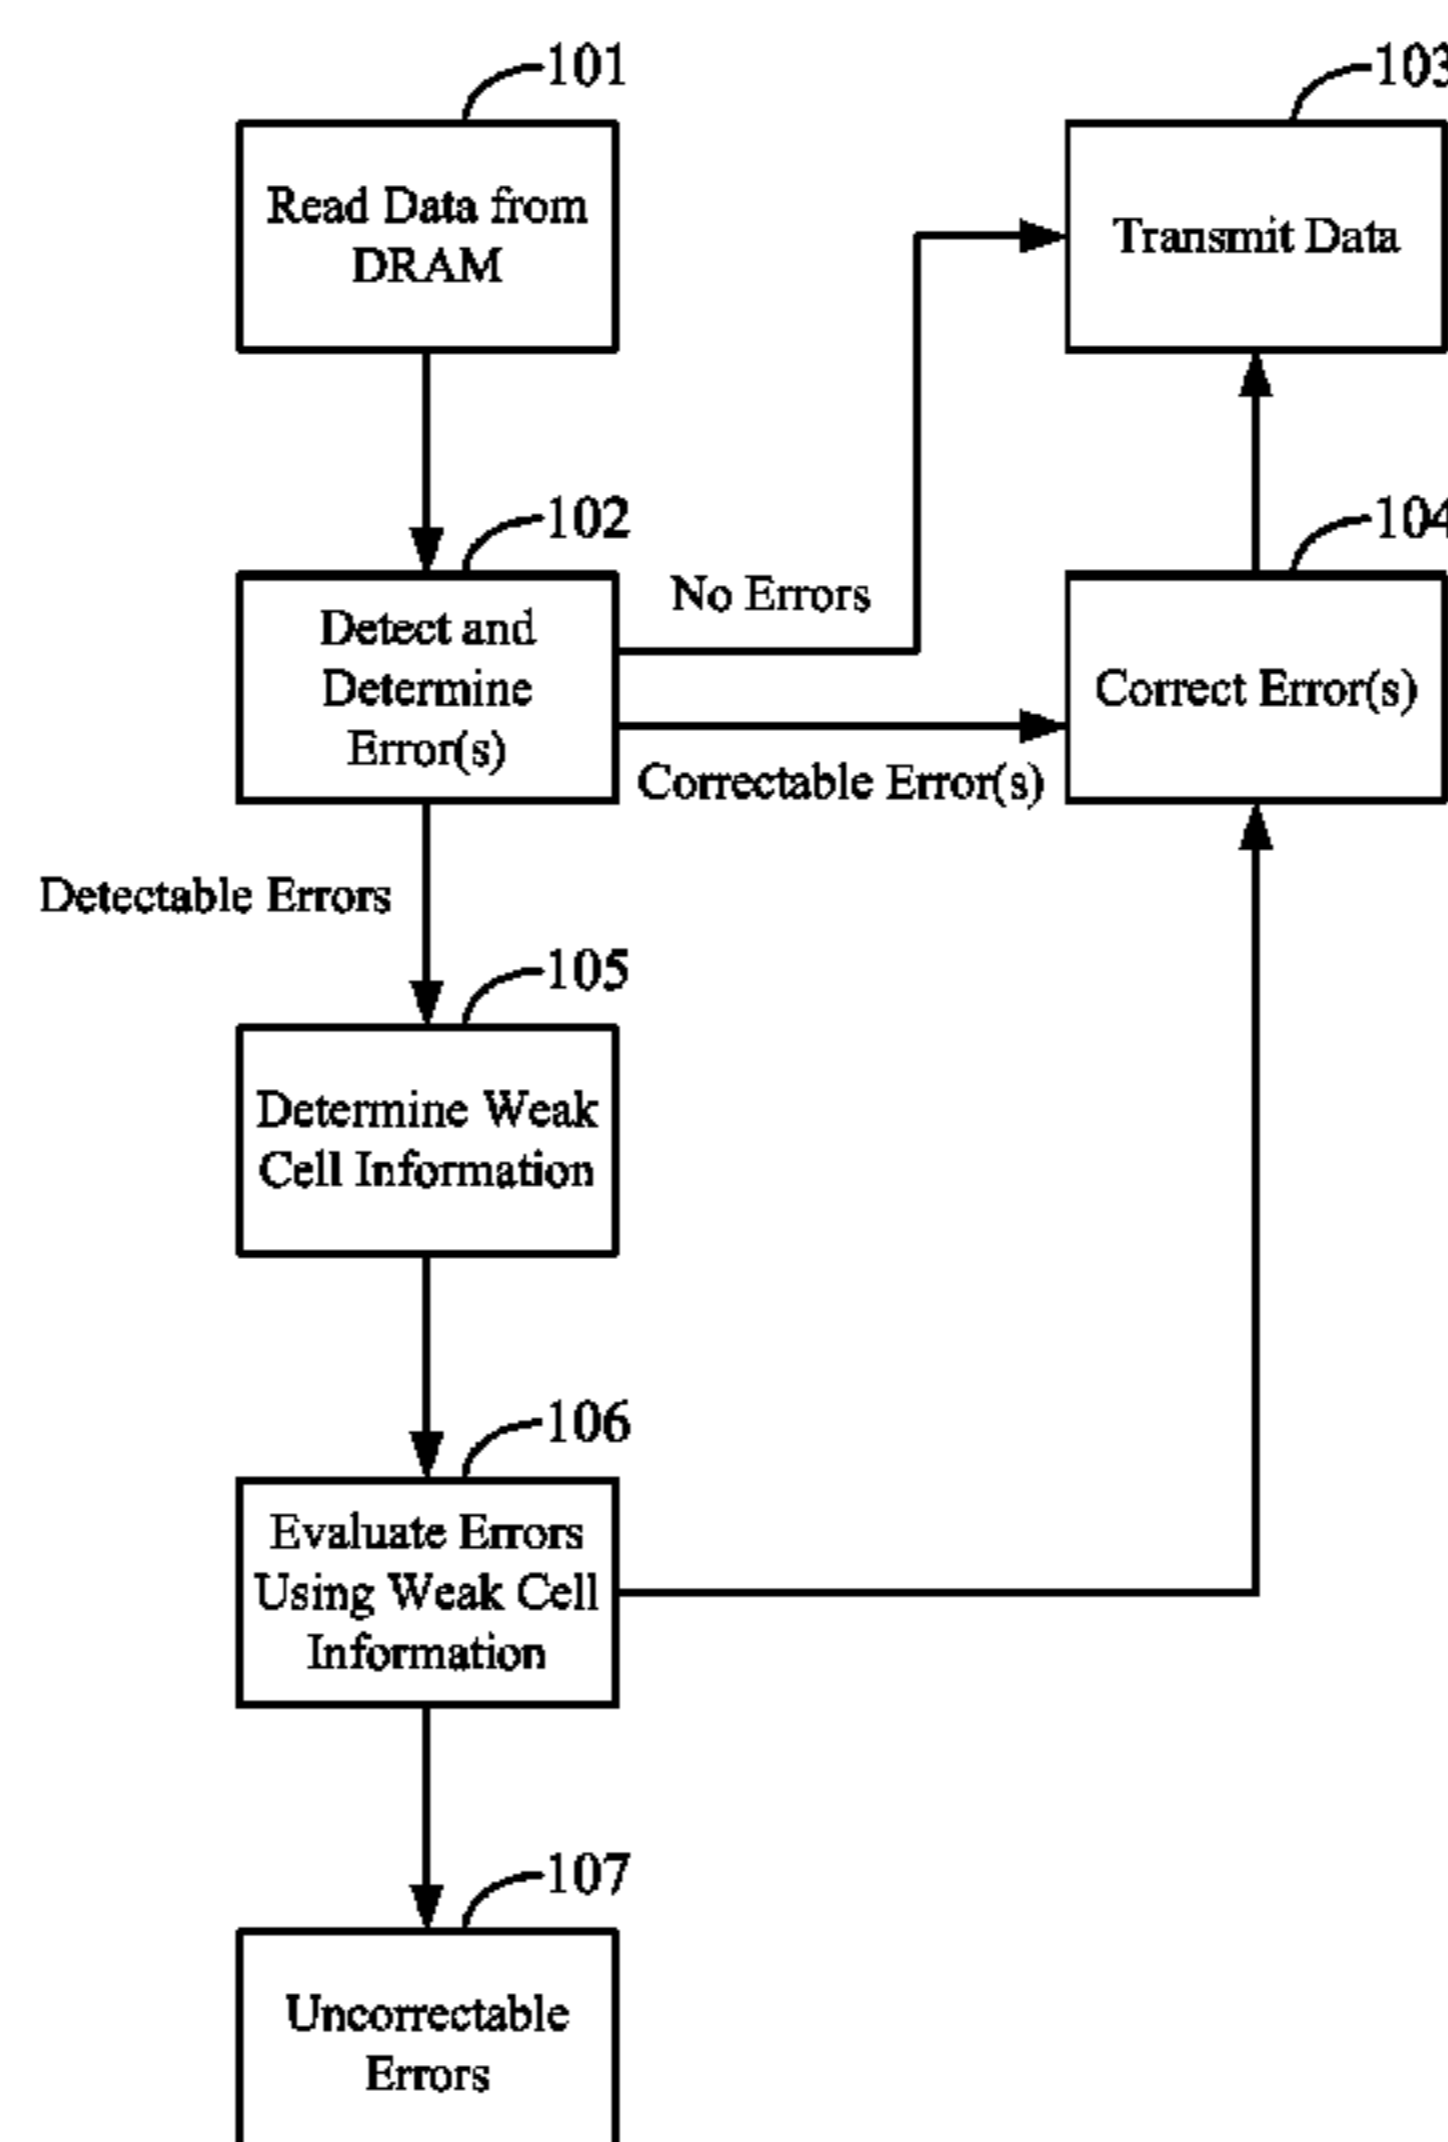 101
103
Read Data from
DRAM
Transmit Data
102
104
No Errors
Detect and
Determine
Error(s)
Correct Error(s)
Correctable Error(s)
Detectable Errors
105
Determine Weak
Cell Information
106
Evaluate Errors
Using Weak Cell
Information
107
Uncorrectable
Errors